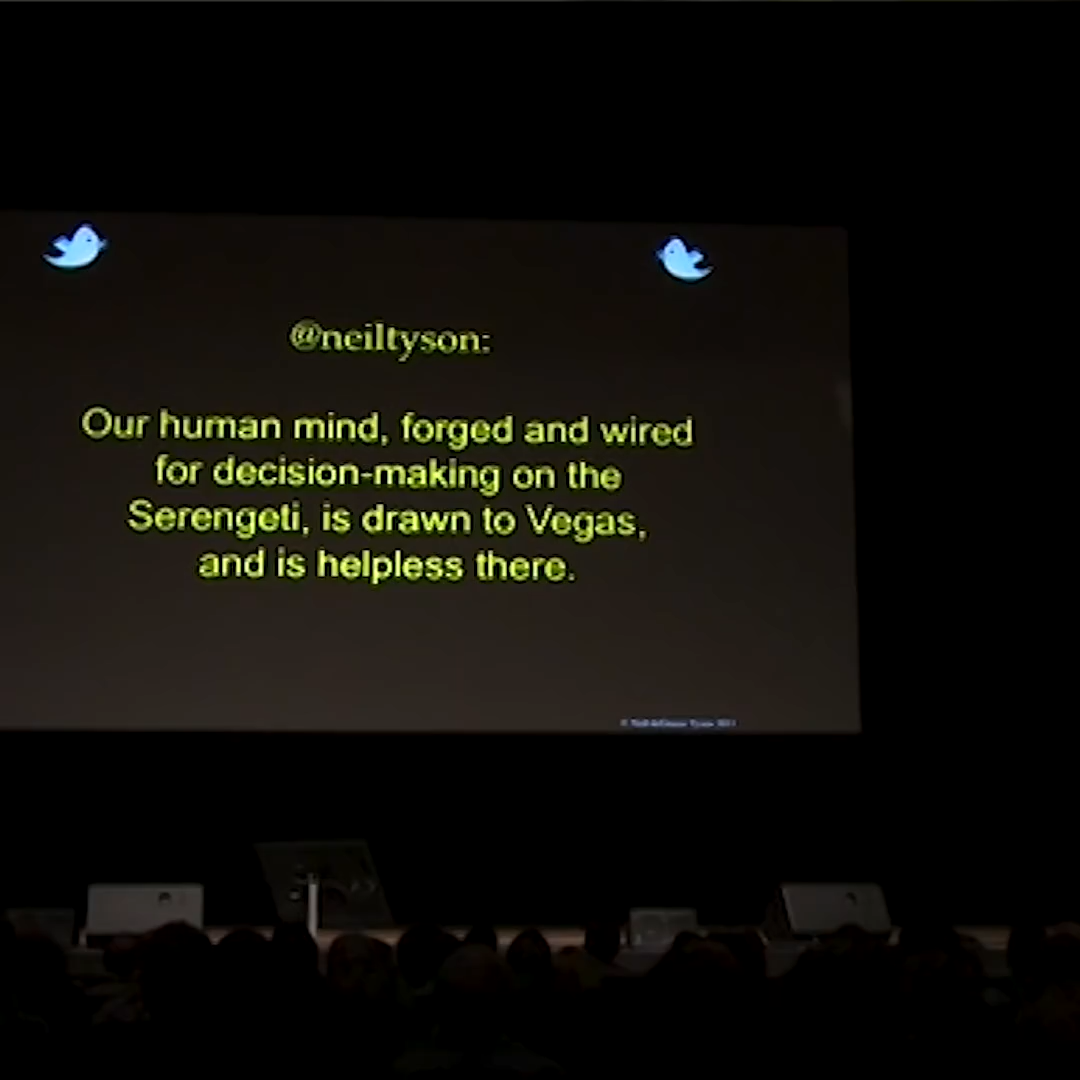 @neiltyson:
Our human mind, forged and wired
for decision-making on the
Serengeti, is drawn to Vegas,
and is helpless there.